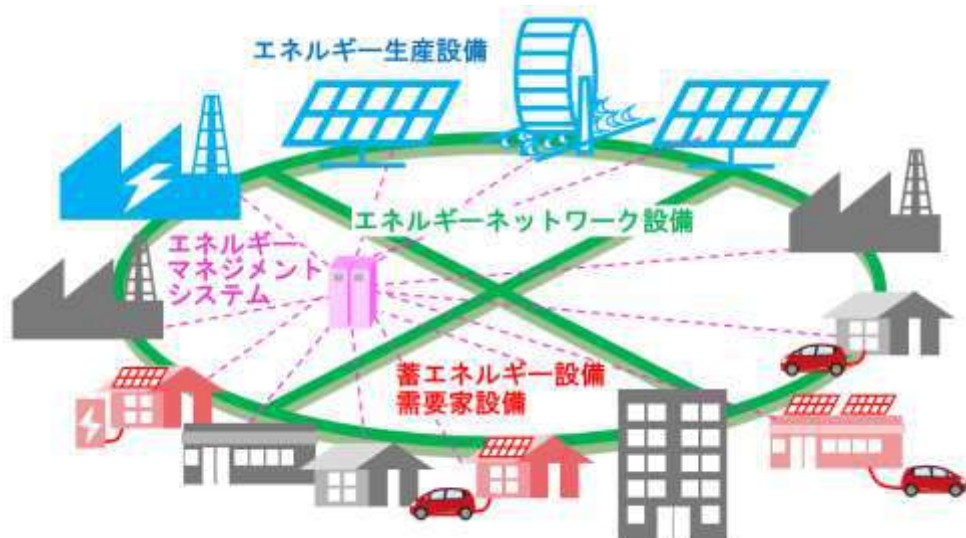 エネルギー生産設備
エネルギーネットワーク設備
エネルギー
マネジメント
システム
蓄エネルギー設備
需要家設備